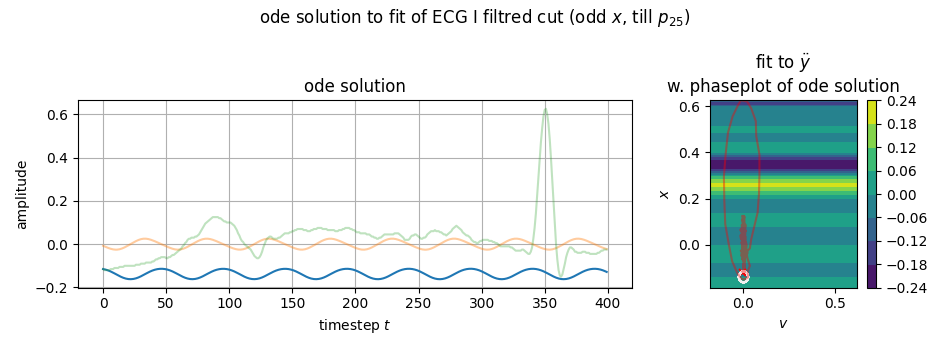 ode solution to fit of ECG I filtred cut (odd x, till p₂₅)
ode solution
amplitude
0.6
0.4
0.2
0.0
−0.2
0 50 100 150 200 250 300 350 400
timestep t
fit to ÿ
w. phaseplot of ode solution
x
0.6
0.4
0.2
0.0
0.0 0.5
v
0.24
0.18
0.12
0.06
0.00
−0.06
−0.12
−0.18
−0.24